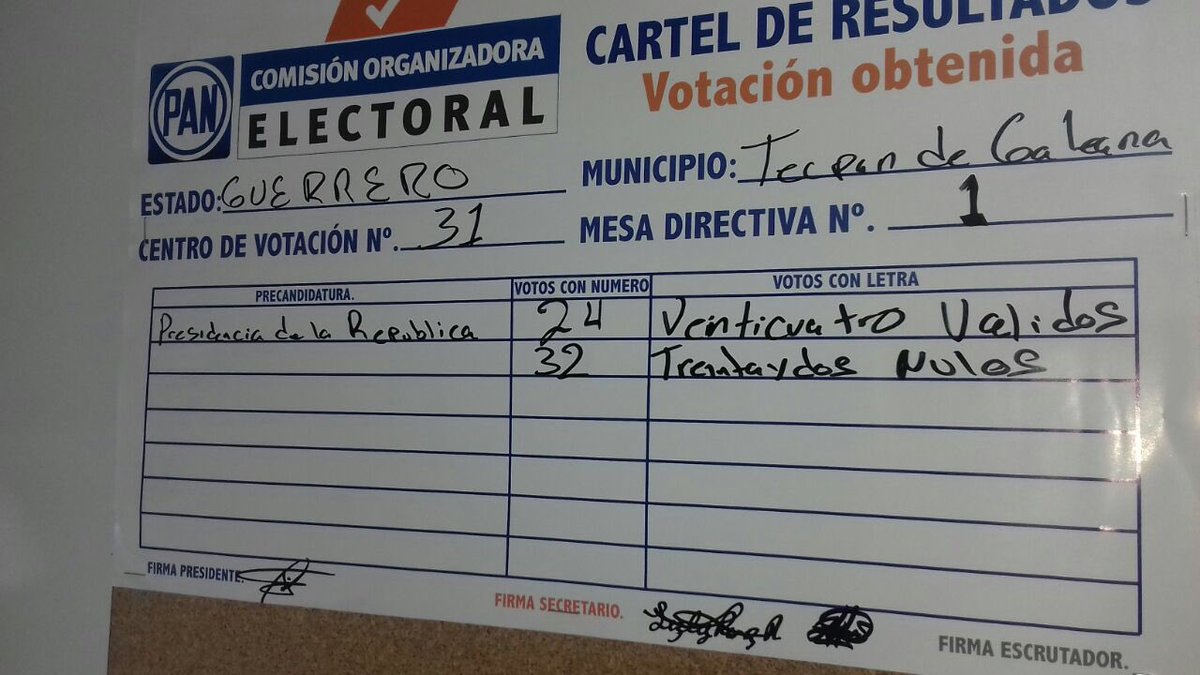 PAN
COMISIÓN ORGANIZADORA
ELECTORAL
CARTEL DE RESULTADOS
Votación obtenida
ESTADO: GUERRERO
MUNICIPIO: Tecpan de Galeana
CENTRO DE VOTACIÓN Nº. 31
MESA DIRECTIVA Nº. 1
PRECANDIDATURA. VOTOS CON NUMERO VOTOS CON LETRA
Presidencia de la Republica 24 Veinticuatro Validos
32 Treintaydos Nulos
FIRMA PRESIDENTE.
FIRMA SECRETARIO.
FIRMA ESCRUTADOR.